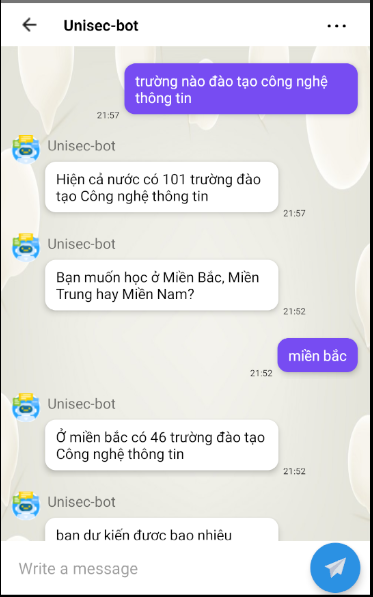 Unisec-bot
trường nào đào tạo công nghệ
thông tin
21:57
Unisec-bot
Hiện cả nước có 101 trường đào
tạo Công nghệ thông tin
21:57
Unisec-bot
Bạn muốn học ở Miền Bắc, Miền
Trung hay Miền Nam?
21:52
miền bắc
21:52
Unisec-bot
Ở miền bắc có 46 trường đào tạo
Công nghệ thông tin
21:52
Unisec-bot
bạn dự kiến được bao nhiêu
Write a message